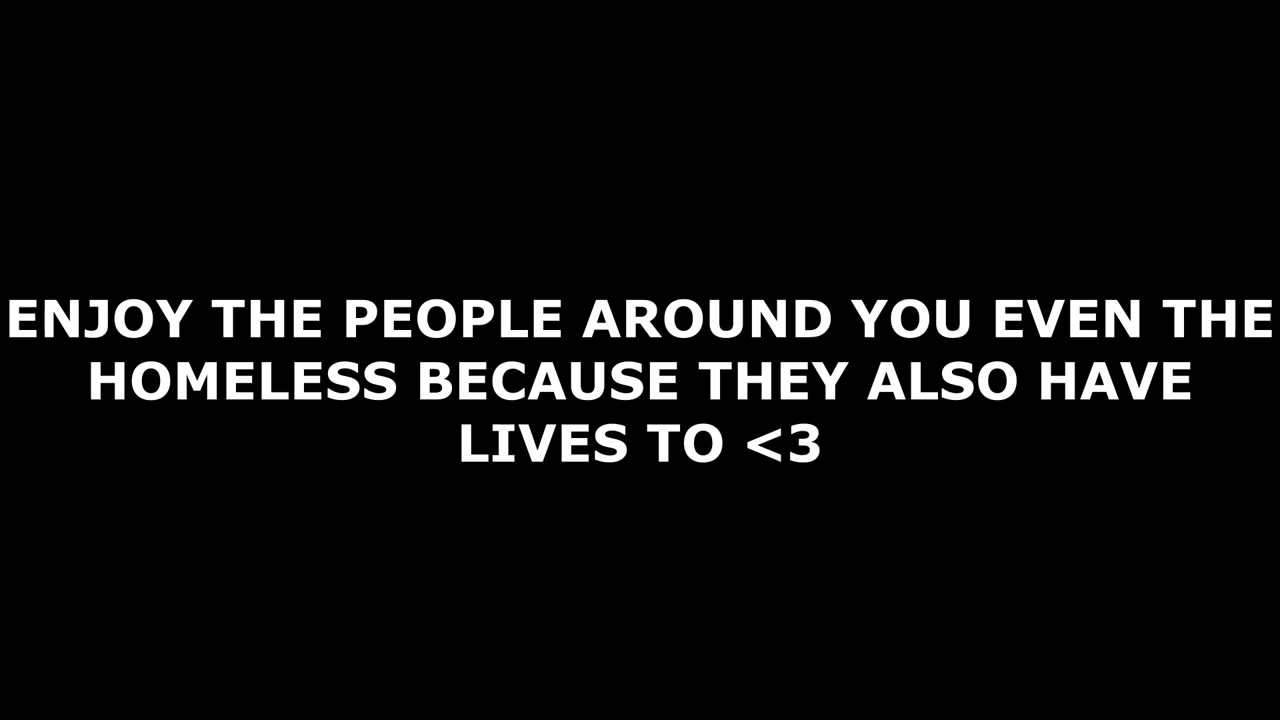 ENJOY THE PEOPLE AROUND YOU EVEN THE
HOMELESS BECAUSE THEY ALSO HAVE
LIVES TO <3